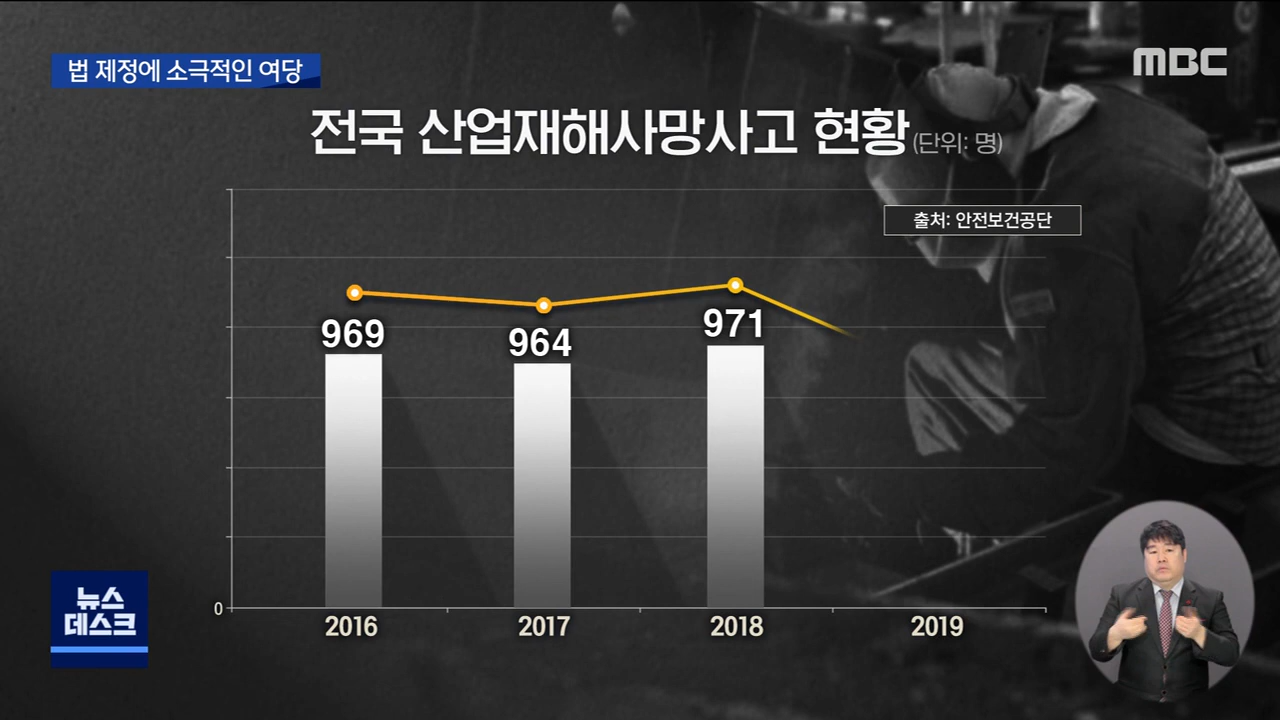 법 제정에 소극적인 여당
MBC
전국 산업재해사망사고 현황 (단위: 명)
출처: 안전보건공단
969
964
971
0
2016
2017
2018
2019
뉴스
데스크